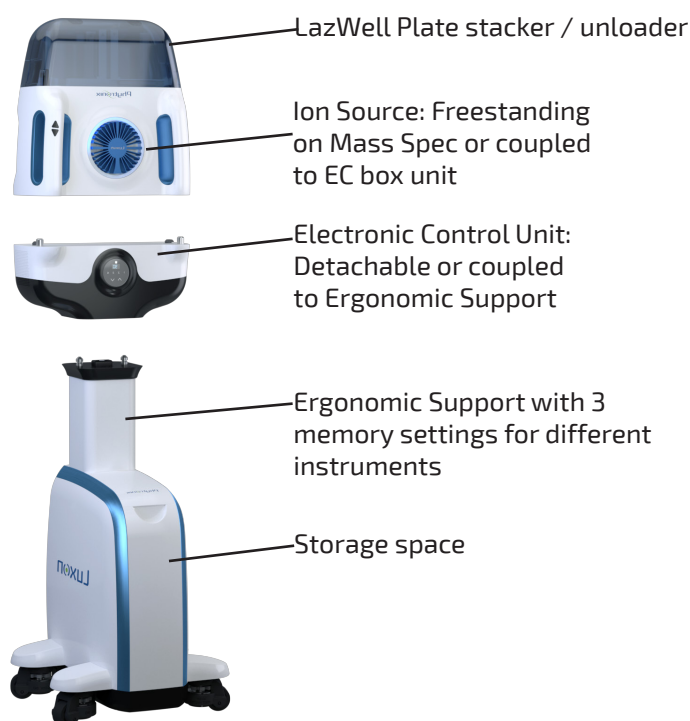 LazWell Plate stacker / unloader
Phytronix
Ion Source: Freestanding
on Mass Spec or coupled
to EC box unit
Electronic Control Unit:
Detachable or coupled
to Ergonomic Support
Ergonomic Support with 3
memory settings for different
instruments
Storage space
Luxon